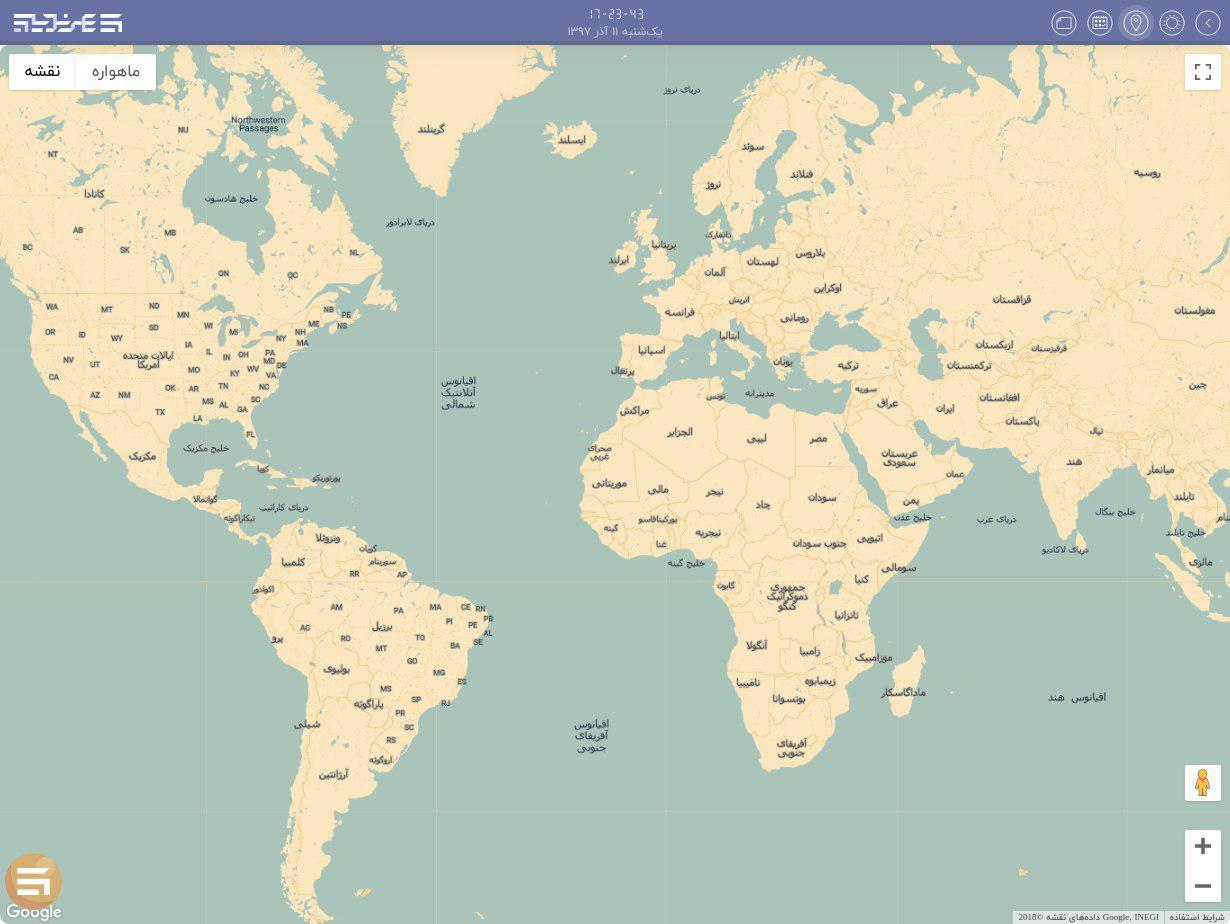 17-23-43
یک‌شنبه ۱۱ آذر ۱۳۹۷
نقشه
ماهواره
دریای نروژ
Northwestern
Passages
NU
گرینلند
ایسلند
سوئد
NT
فنلاند
روسیه
نروژ
کانادا
خلیج هادسون
دریای لابرادور
AB
MB
دانمارک
BC
SK
NL
بریتانیا
بلاروس
ایرلند
لهستان
ON
QC
آلمان
اوکراین
اتریش
قزاقستان
WA
MT
ND
MN
NB
PE
فرانسه
رومانی
مغولستان
OR
ID
SD
WI
MI
ME
NS
NH
WY
IA
NY
MA
ایتالیا
ازبکستان
قرقیزستان
ایالات متحده
آمریکا
IL
IN
OH
PA
MD
DE
اسپانیا
یونان
NV
UT
MO
KY
WV
VA
پرتغال
ترکیه
ترکمنستان
CA
OK
AR
TN
NC
اقیانوس
آتلانتیک
شمالی
چین
AZ
NM
MS
AL
SC
GA
تونس
مدیترانه
سوریه
عراق
ایران
افغانستان
TX
LA
مراکش
پاکستان
FL
الجزایر
لیبی
مصر
نپال
خلیج مکزیک
صحرای
غربی
عربستان
سعودی
مکزیک
کوبا
هند
میانمار
پورتوریکو
عمان
موریتانی
مالی
نیجر
چاد
سودان
یمن
تایلند
گواتمالا
دریای کارائیب
نیکاراگوئه
خلیج عدن
دریای عرب
خلیج بنگال
گینه
بورکینافاسو
نیجریه
خلیج تایلند
ونزوئلا
غنا
جنوب سودان
اتیوپی
گویان
دریای لاکادیو
کلمبیا
سورینام
خلیج گینه
سومالی
مالزی
RR
AP
کنیا
اکوادور
گابون
جمهوری
دموکراتیک
کنگو
AM
PA
MA
CE
RN
تانزانیا
AC
برزیل
PI
PE
PB
AL
پرو
RO
TO
SE
MT
BA
آنگولا
زامبیا
موزامبیک
GO
بولیوی
MG
ES
نامیبیا
زیمبابوه
ماداگاسکار
MS
SP
RJ
بوتسوانا
اقیانوس هند
پاراگوئه
PR
شیلی
SC
اقیانوس
آفریقای
جنوبی
RS
آفریقای
جنوبی
اروگوئه
آرژانتین
Google
داده‌های نقشه ©2018 Google, INEGI
شرایط استفاده